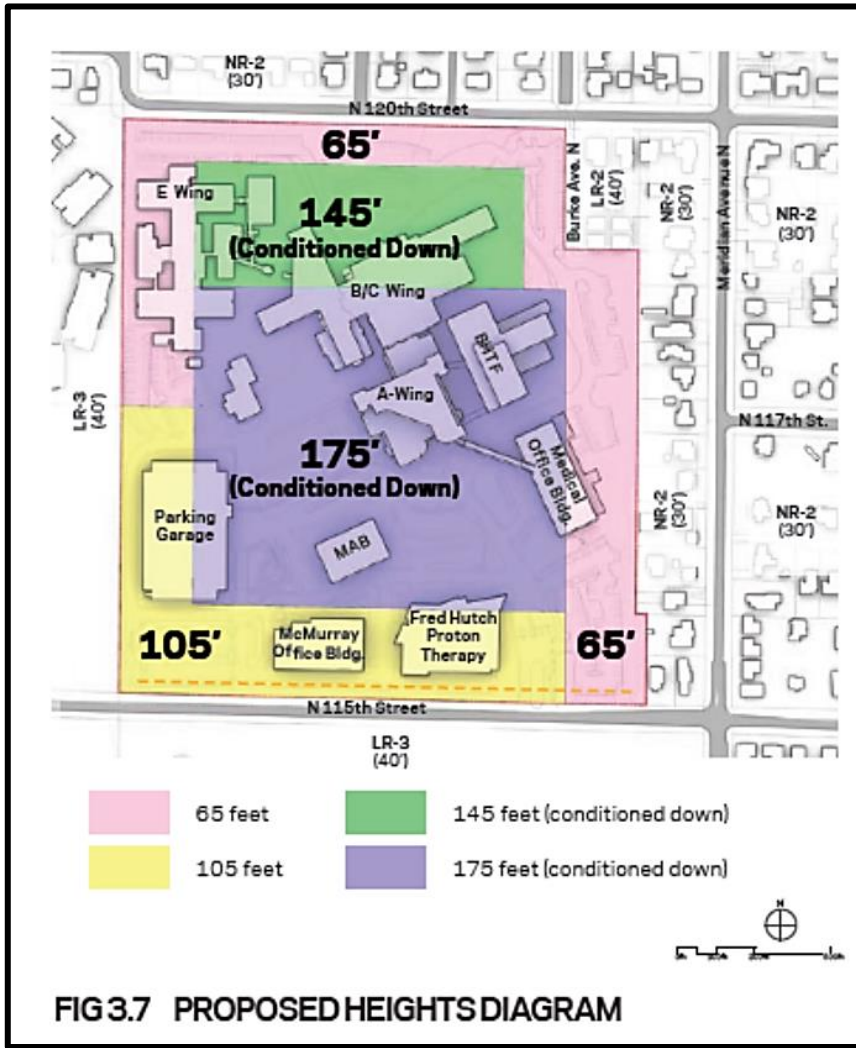 NR-2
(30')
N 120th Street
65'
E Wing
145'
(Conditioned Down)
B/C Wing
Burke Ave. N
LR-2
(40')
NR-2
(30')
Meridian Avenue N
NR-2
(30')
BMTF
A-Wing
LR-3
(40')
N 117th St.
175'
(Conditioned Down)
Medical
Office Bldg.
Parking
Garage
MAB
NR-2
(30')
NR-2
(30')
105'
McMurray
Office Bldg.
Fred Hutch
Proton
Therapy
65'
N 115th Street
LR-3
(40')
65 feet
145 feet (conditioned down)
105 feet
175 feet (conditioned down)
N
FIG 3.7 PROPOSED HEIGHTS DIAGRAM